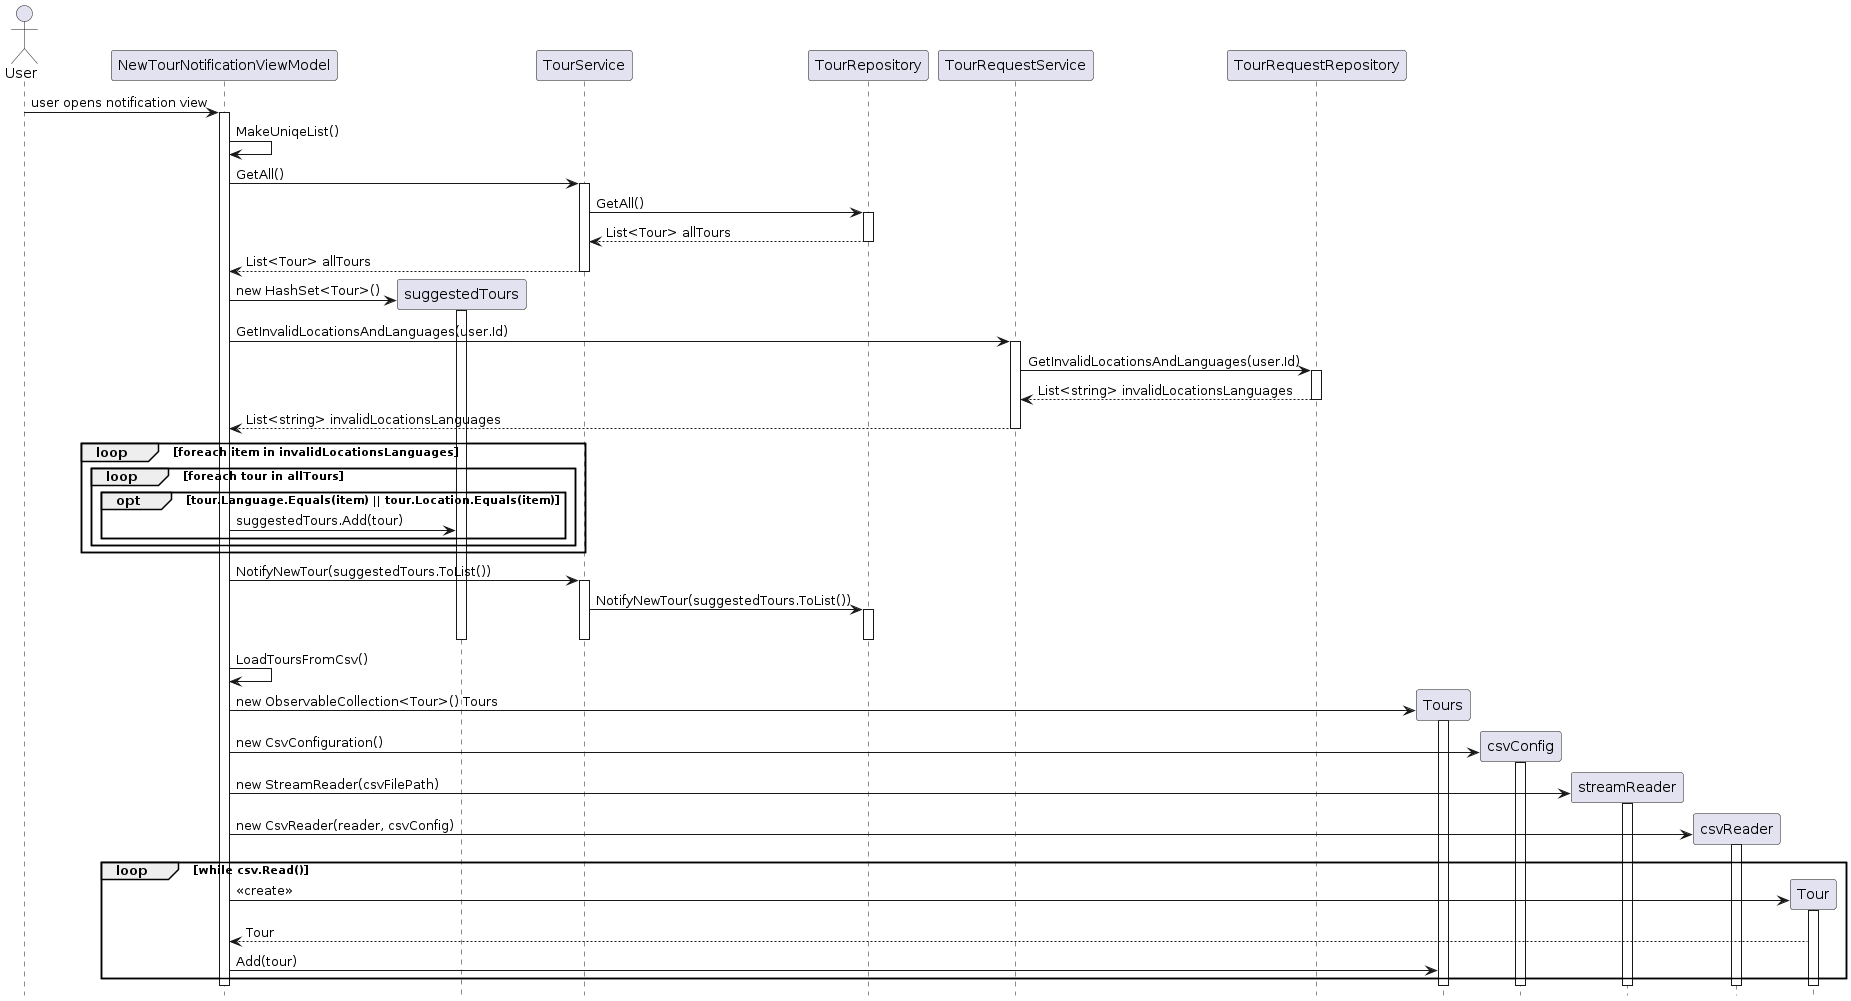 User
NewTourNotificationViewModel
TourService
TourRepository
TourRequestService
TourRequestRepository
user opens notification view
MakeUniqeList()
GetAll()
GetAll()
List<Tour> allTours
List<Tour> allTours
new HashSet<Tour>()
suggestedTours
GetInvalidLocationsAndLanguages(user.Id)
GetInvalidLocationsAndLanguages(user.Id)
List<string> invalidLocationsLanguages
List<string> invalidLocationsLanguages
loop [foreach item in invalidLocationsLanguages]
loop [foreach tour in allTours]
opt [tour.Language.Equals(item) || tour.Location.Equals(item)]
suggestedTours.Add(tour)
NotifyNewTour(suggestedTours.ToList())
NotifyNewTour(suggestedTours.ToList())
LoadToursFromCsv()
new ObservableCollection<Tour>() Tours
Tours
new CsvConfiguration()
csvConfig
new StreamReader(csvFilePath)
streamReader
new CsvReader(reader, csvConfig)
csvReader
loop [while csv.Read()]
«create»
Tour
Tour
Add(tour)